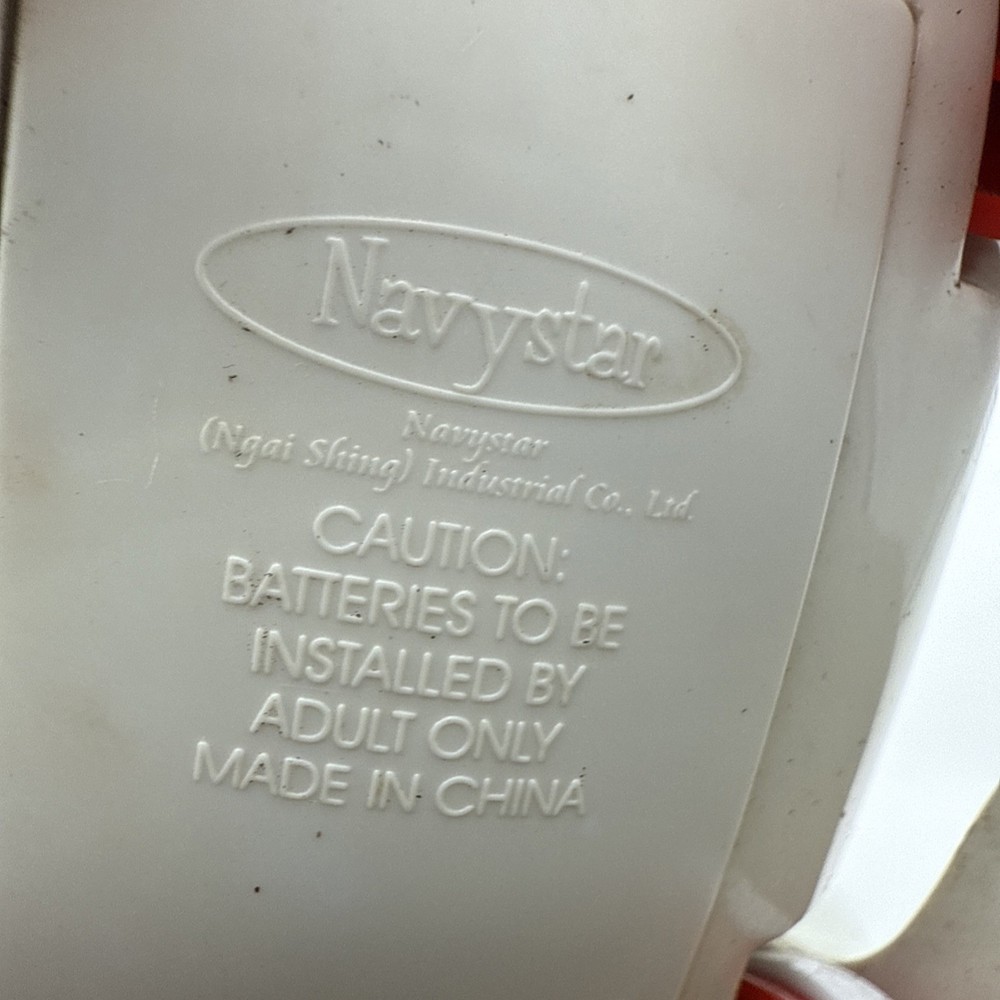 Navystar
Navystar
(Ngai Shing) Industrial Co., Ltd.
CAUTION:
BATTERIES TO BE
INSTALLED BY
ADULT ONLY
MADE IN CHINA